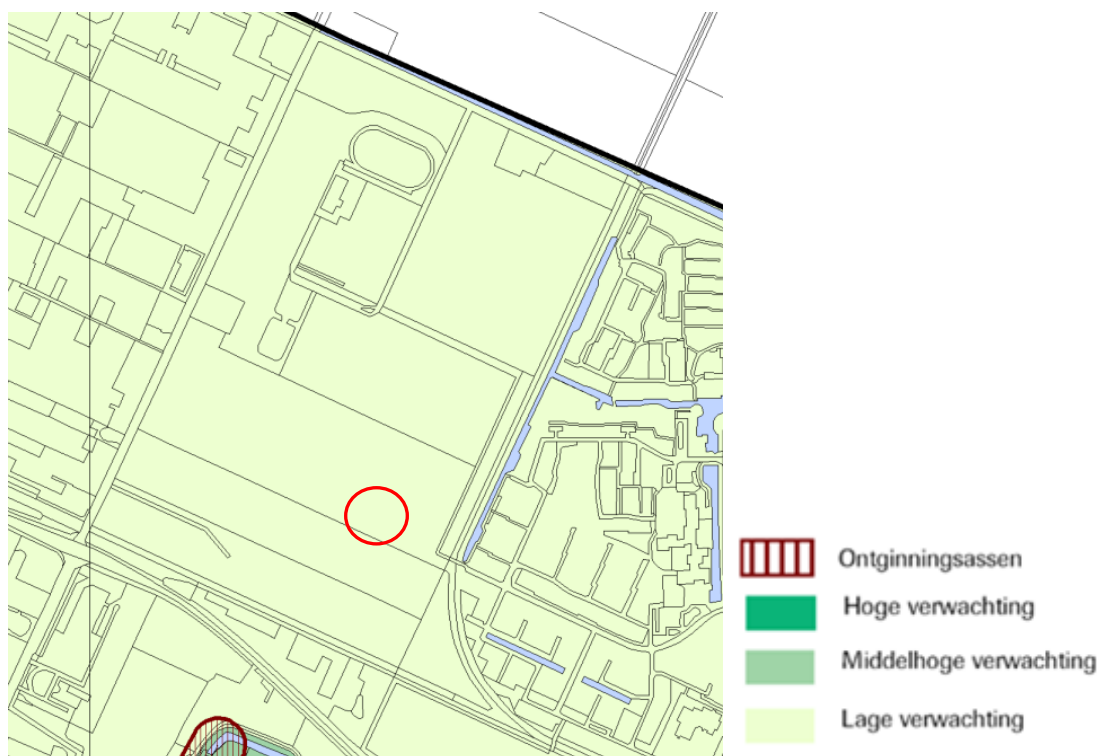 Ontginningsassen
Hoge verwachting
Middelhoge verwachting
Lage verwachting